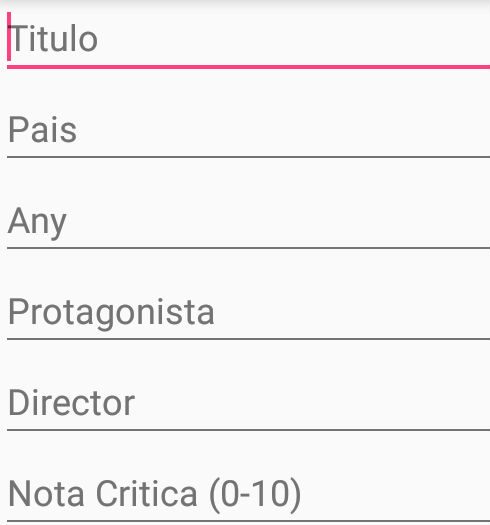 Titulo
Pais
Any
Protagonista
Director
Nota Critica (0-10)